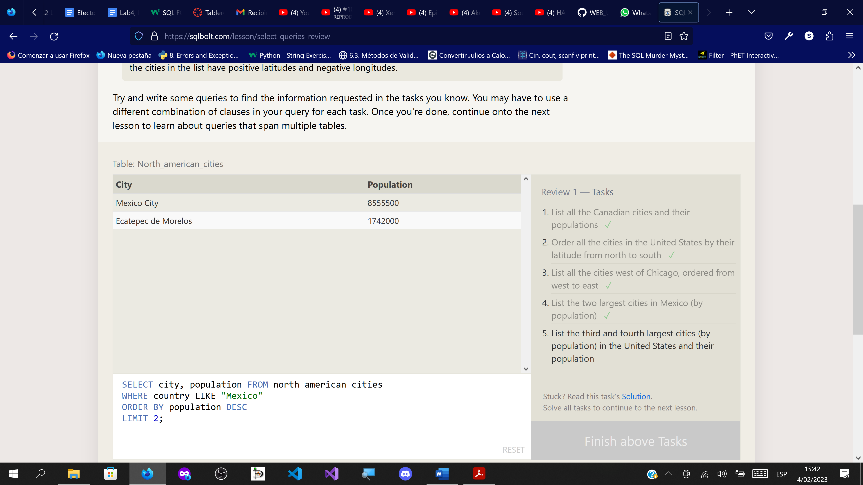 https://sqlbolt.com/lesson/select-queries-review
Comenzar a usar Firefox
Nueva pestaña
8. Errors and Exceptio...
Python - String Exercis...
6.3. Métodos de Valid...
Convertir Julios a Calo...
Cin, cout, scanf y print...
The SQL Murder Myst...
Filter - PhET Interactiv...
the cities in the list have positive latitudes and negative longitudes.
Try and write some queries to find the information requested in the tasks you know. You may have to use a
different combination of clauses in your query for each task. Once you're done, continue onto the next
lesson to learn about queries that span multiple tables.
Table: North_american_cities
City Population
Mexico City 8555500
Ecatepec de Morelos 1742000
SELECT city, population FROM north_american_cities
WHERE country LIKE "Mexico"
ORDER BY population DESC
LIMIT 2;
RESET
Review 1 — Tasks
1. List all the Canadian cities and their
populations ✓
2. Order all the cities in the United States by their
latitude from north to south ✓
3. List all the cities west of Chicago, ordered from
west to east ✓
4. List the two largest cities in Mexico (by
population) ✓
5. List the third and fourth largest cities (by
population) in the United States and their
population
Stuck? Read this task's Solution.
Solve all tasks to continue to the next lesson.
Finish above Tasks
ESP
15:42
4/02/2023